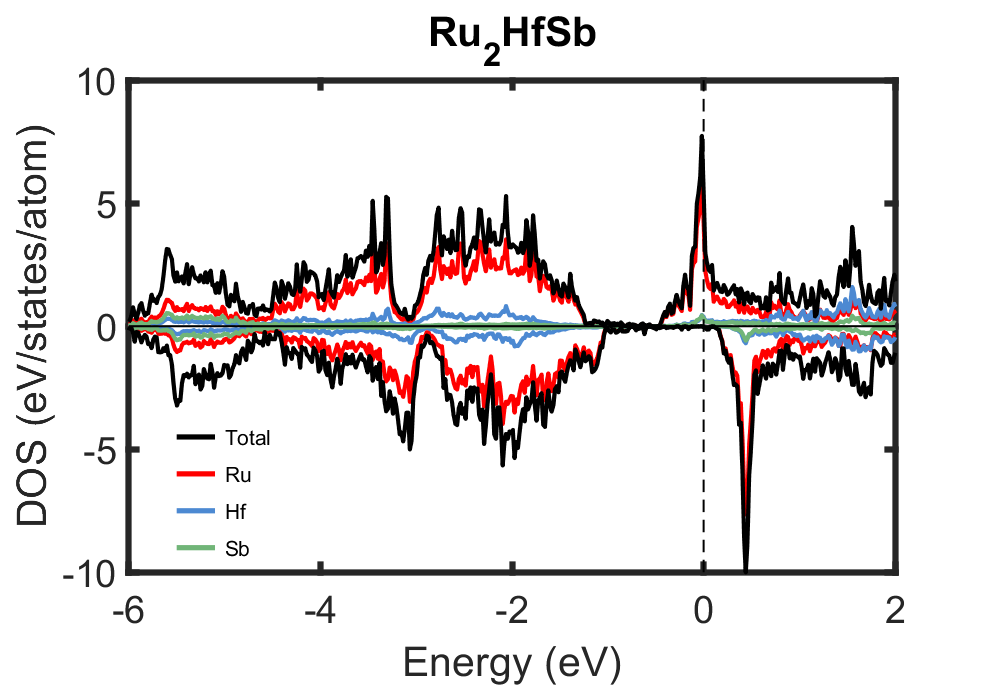 Ru2HfSb
10
5
0
-5
-10
DOS (eV/states/atom)
Total
Ru
Hf
Sb
-6 -4 -2 0 2
Energy (eV)